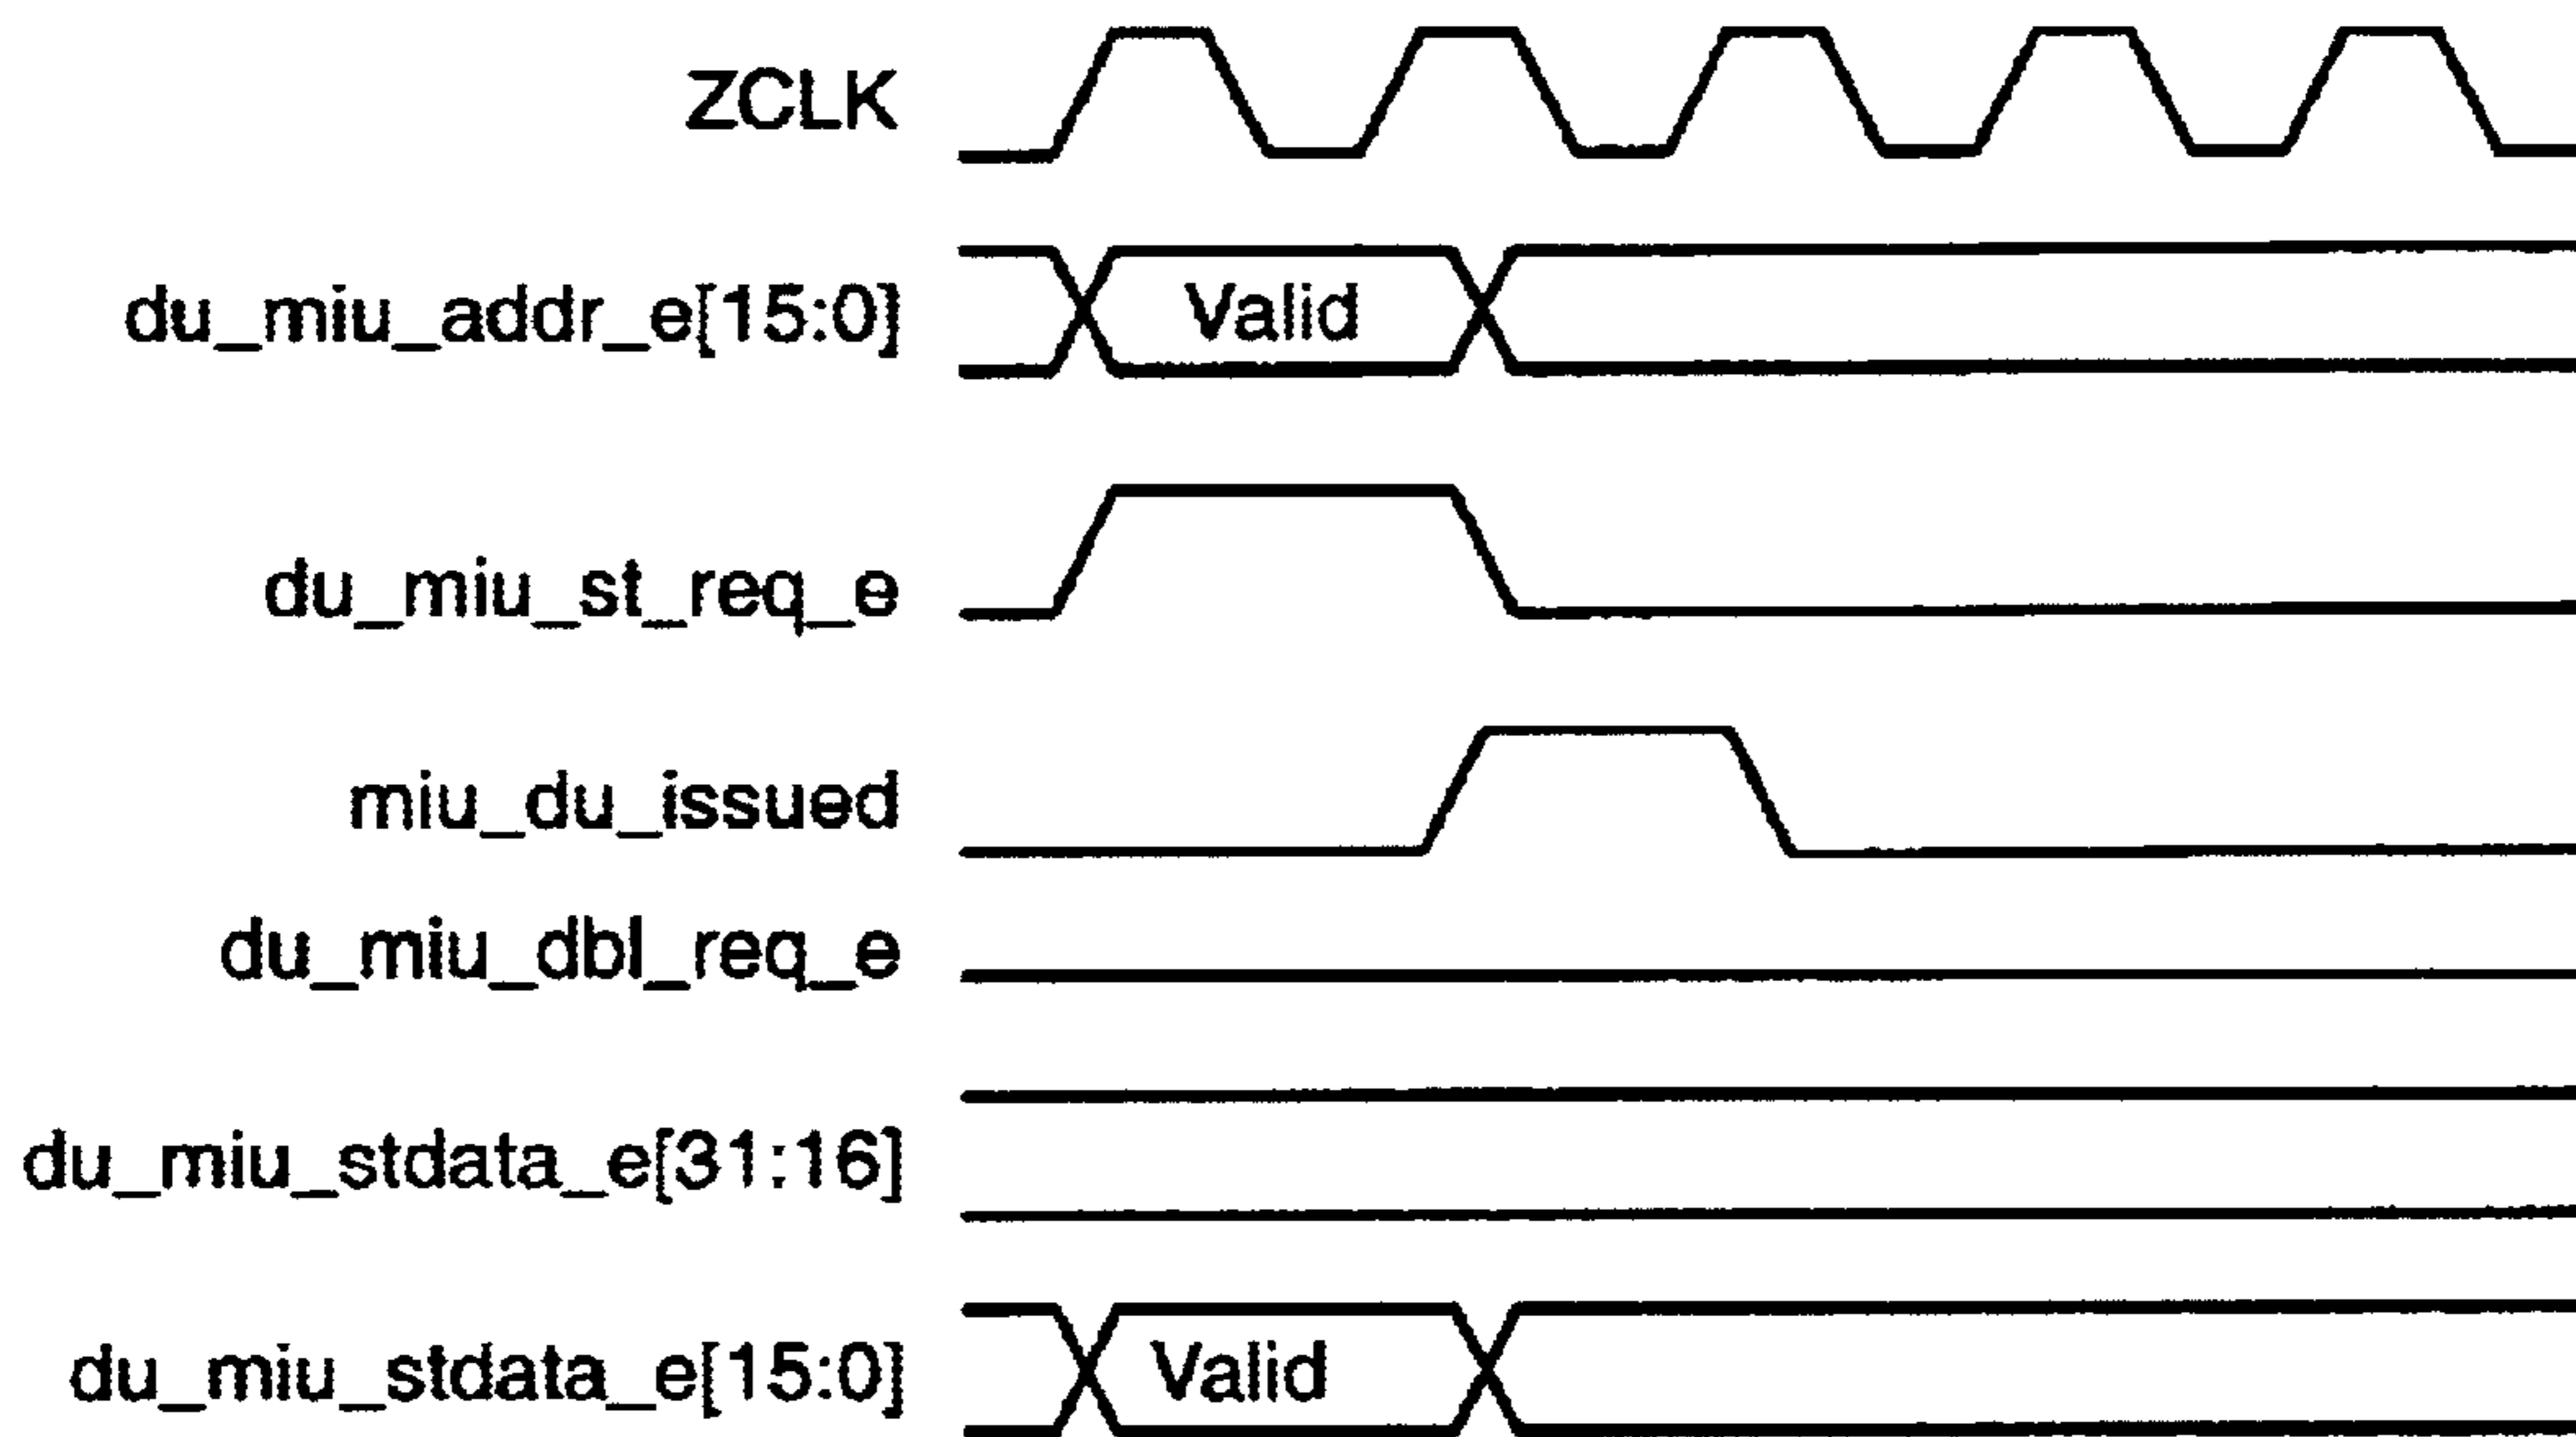 ZCLK
du_miu_addr_e[15:0]
Valid
du_miu_st_req_e
miu_du_issued
du_miu_dbl_req_e
du_miu_stdata_e[31:16]
du_miu_stdata_e[15:0]
Valid